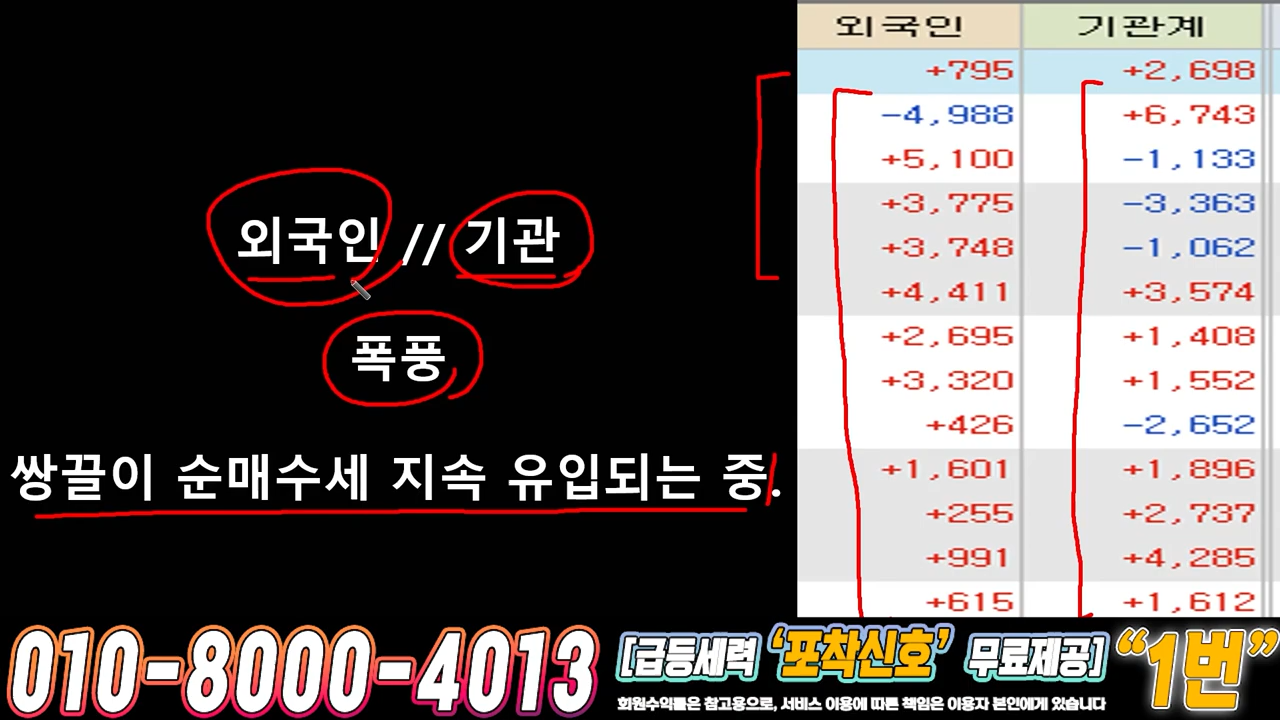 외국인 // 기관
폭풍
쌍끌이 순매수세 지속 유입되는 중.
외국인 기관계
+795 +2,698
-4,988 +6,743
+5,100 -1,133
+3,775 -3,363
+3,748 -1,062
+4,411 +3,574
+2,695 +1,408
+3,320 +1,552
+426 -2,652
+1,601 +1,896
+255 +2,737
+991 +4,285
+615 +1,612
010-8000-4013
[급등세력 '포착신호' 무료제공] "1번"
회원수익률은 참고용으로, 서비스 이용에 따른 책임은 이용자 본인에게 있습니다